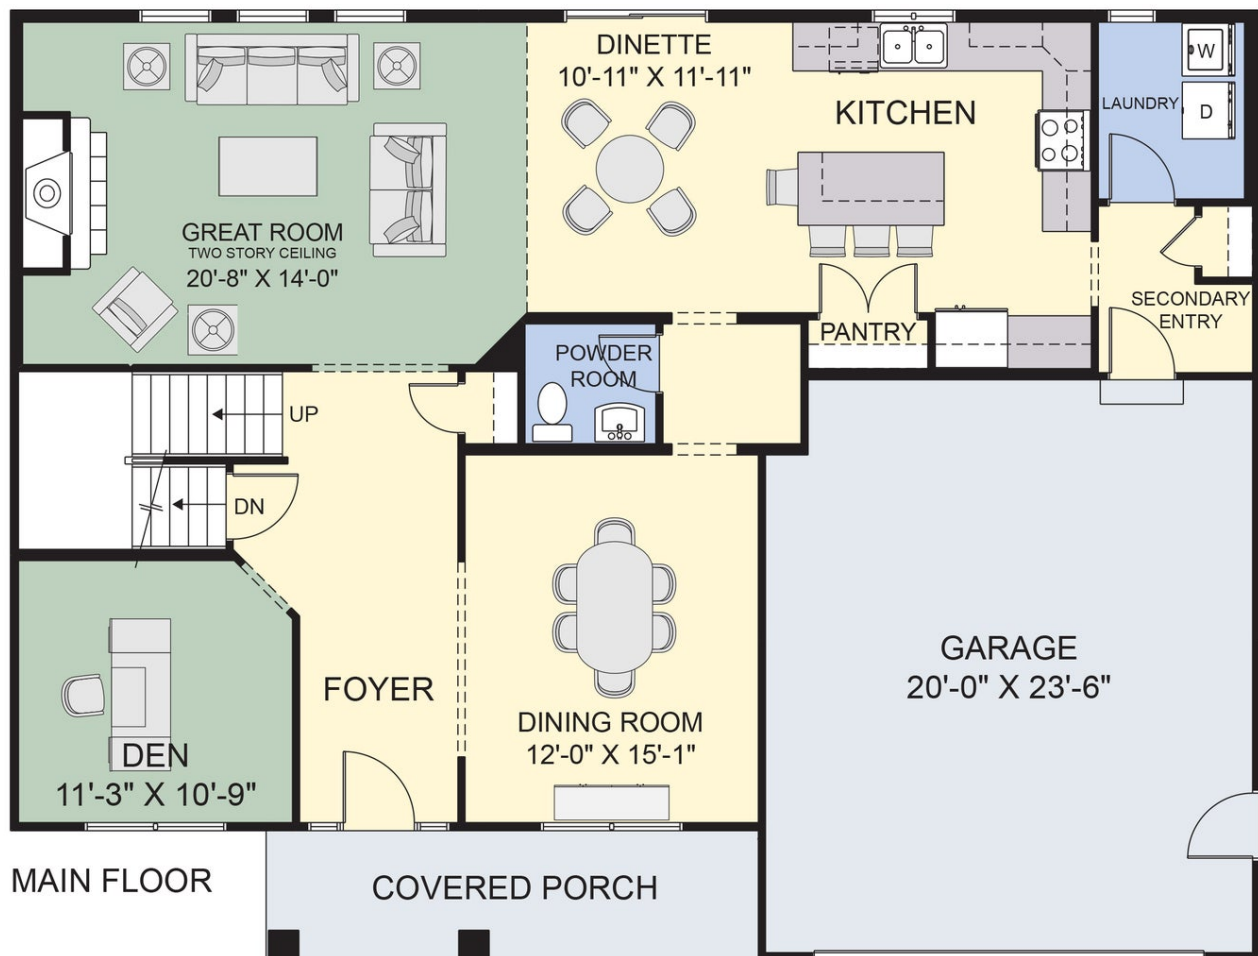 DINETTE
10'-11" X 11'-11"
KITCHEN
W
LAUNDRY
D
GREAT ROOM
TWO STORY CEILING
20'-8" X 14'-0"
SECONDARY
ENTRY
PANTRY
POWDER
ROOM
UP
DN
GARAGE
20'-0" X 23'-6"
FOYER
DINING ROOM
12'-0" X 15'-1"
DEN
11'-3" X 10'-9"
MAIN FLOOR
COVERED PORCH